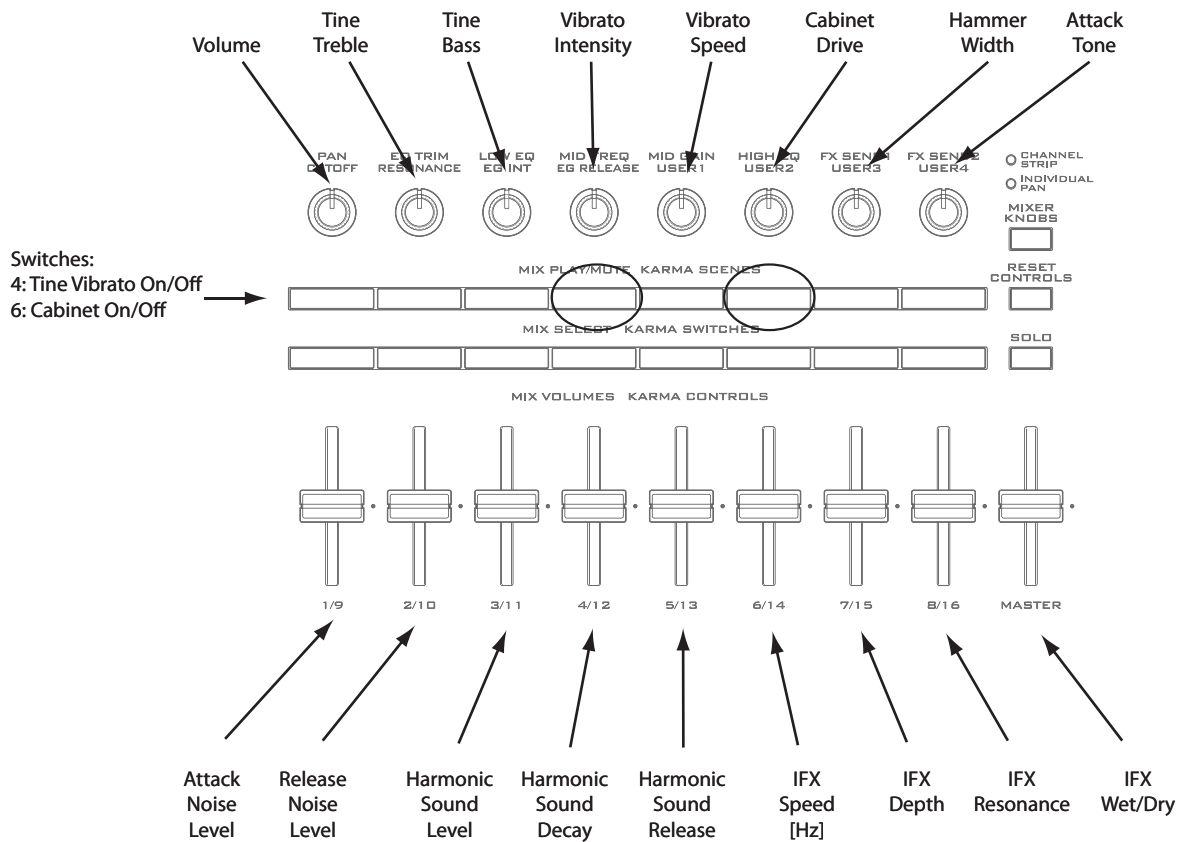 Tine Tine Vibrato Vibrato Cabinet Hammer Attack
Volume Treble Bass Intensity Speed Drive Width Tone
PAN EQ TRIM LOW EQ MID FREQ MID GAIN HIGH EQ FX SEND1 FX SEND2
CUTOFF RESONANCE EG INT EG RELEASE USER1 USER2 USER3 USER4
CHANNEL
STRIP
INDIVIDUAL
PAN
MIXER
KNOBS
Switches:
4: Tine Vibrato On/Off
6: Cabinet On/Off
MIX PLAY/MUTE KARMA SCENES
RESET
CONTROLS
MIX SELECT KARMA SWITCHES
SOLO
MIX VOLUMES KARMA CONTROLS
1/9 2/10 3/11 4/12 5/13 6/14 7/15 8/16 MASTER
Attack Release Harmonic Harmonic Harmonic IFX IFX IFX IFX
Noise Noise Sound Sound Sound Speed Depth Resonance Wet/Dry
Level Level Level Decay Release [Hz]